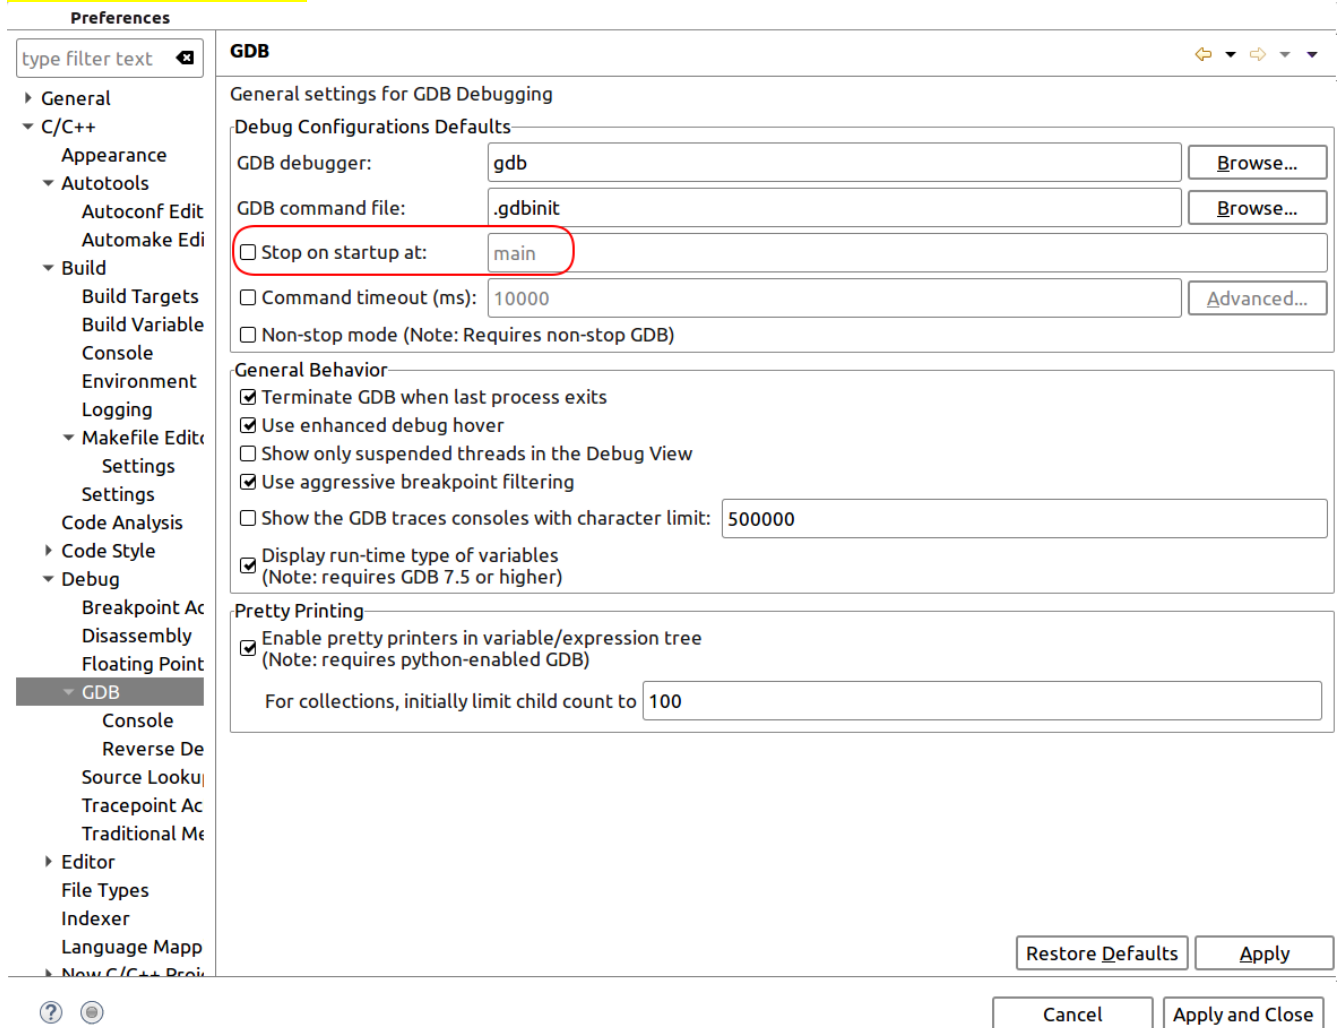 Preferences
type filter text
General
C/C++
Appearance
Autotools
Autoconf Edit
Automake Edi
Build
Build Targets
Build Variable
Console
Environment
Logging
Makefile Edito
Settings
Settings
Code Analysis
Code Style
Debug
Breakpoint Ac
Disassembly
Floating Point
GDB
Console
Reverse De
Source Looku
Tracepoint Ac
Traditional Me
Editor
File Types
Indexer
Language Mapp
New C/C++ Proje
GDB
General settings for GDB Debugging
Debug Configurations Defaults
GDB debugger: gdb Browse...
GDB command file: .gdbinit Browse...
Stop on startup at: main
Command timeout (ms): 10000 Advanced...
Non-stop mode (Note: Requires non-stop GDB)
General Behavior
Terminate GDB when last process exits
Use enhanced debug hover
Show only suspended threads in the Debug View
Use aggressive breakpoint filtering
Show the GDB traces consoles with character limit: 500000
Display run-time type of variables
(Note: requires GDB 7.5 or higher)
Pretty Printing
Enable pretty printers in variable/expression tree
(Note: requires python-enabled GDB)
For collections, initially limit child count to 100
Restore Defaults Apply
Cancel Apply and Close